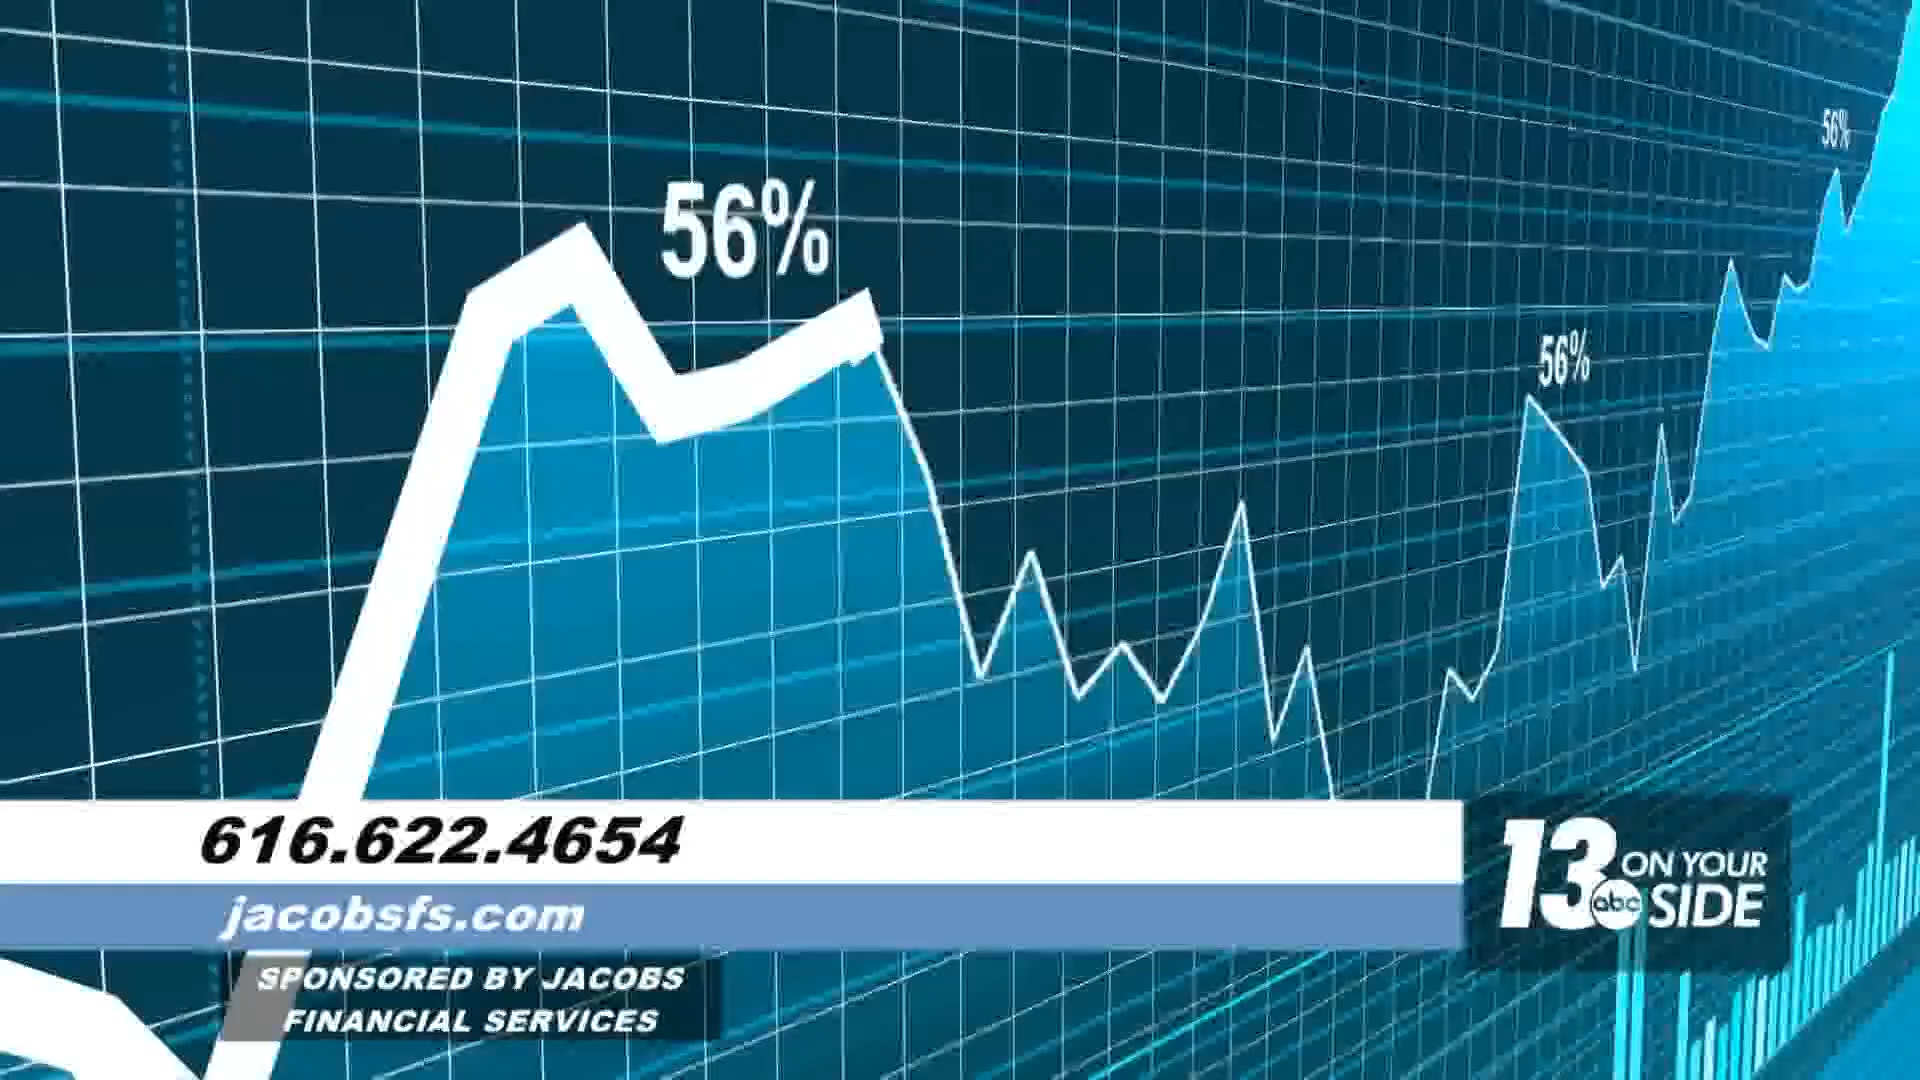 56%
56%
56%
616.622.4654
jacobsfs.com
SPONSORED BY JACOBS
FINANCIAL SERVICES
13 ON YOUR
abc SIDE